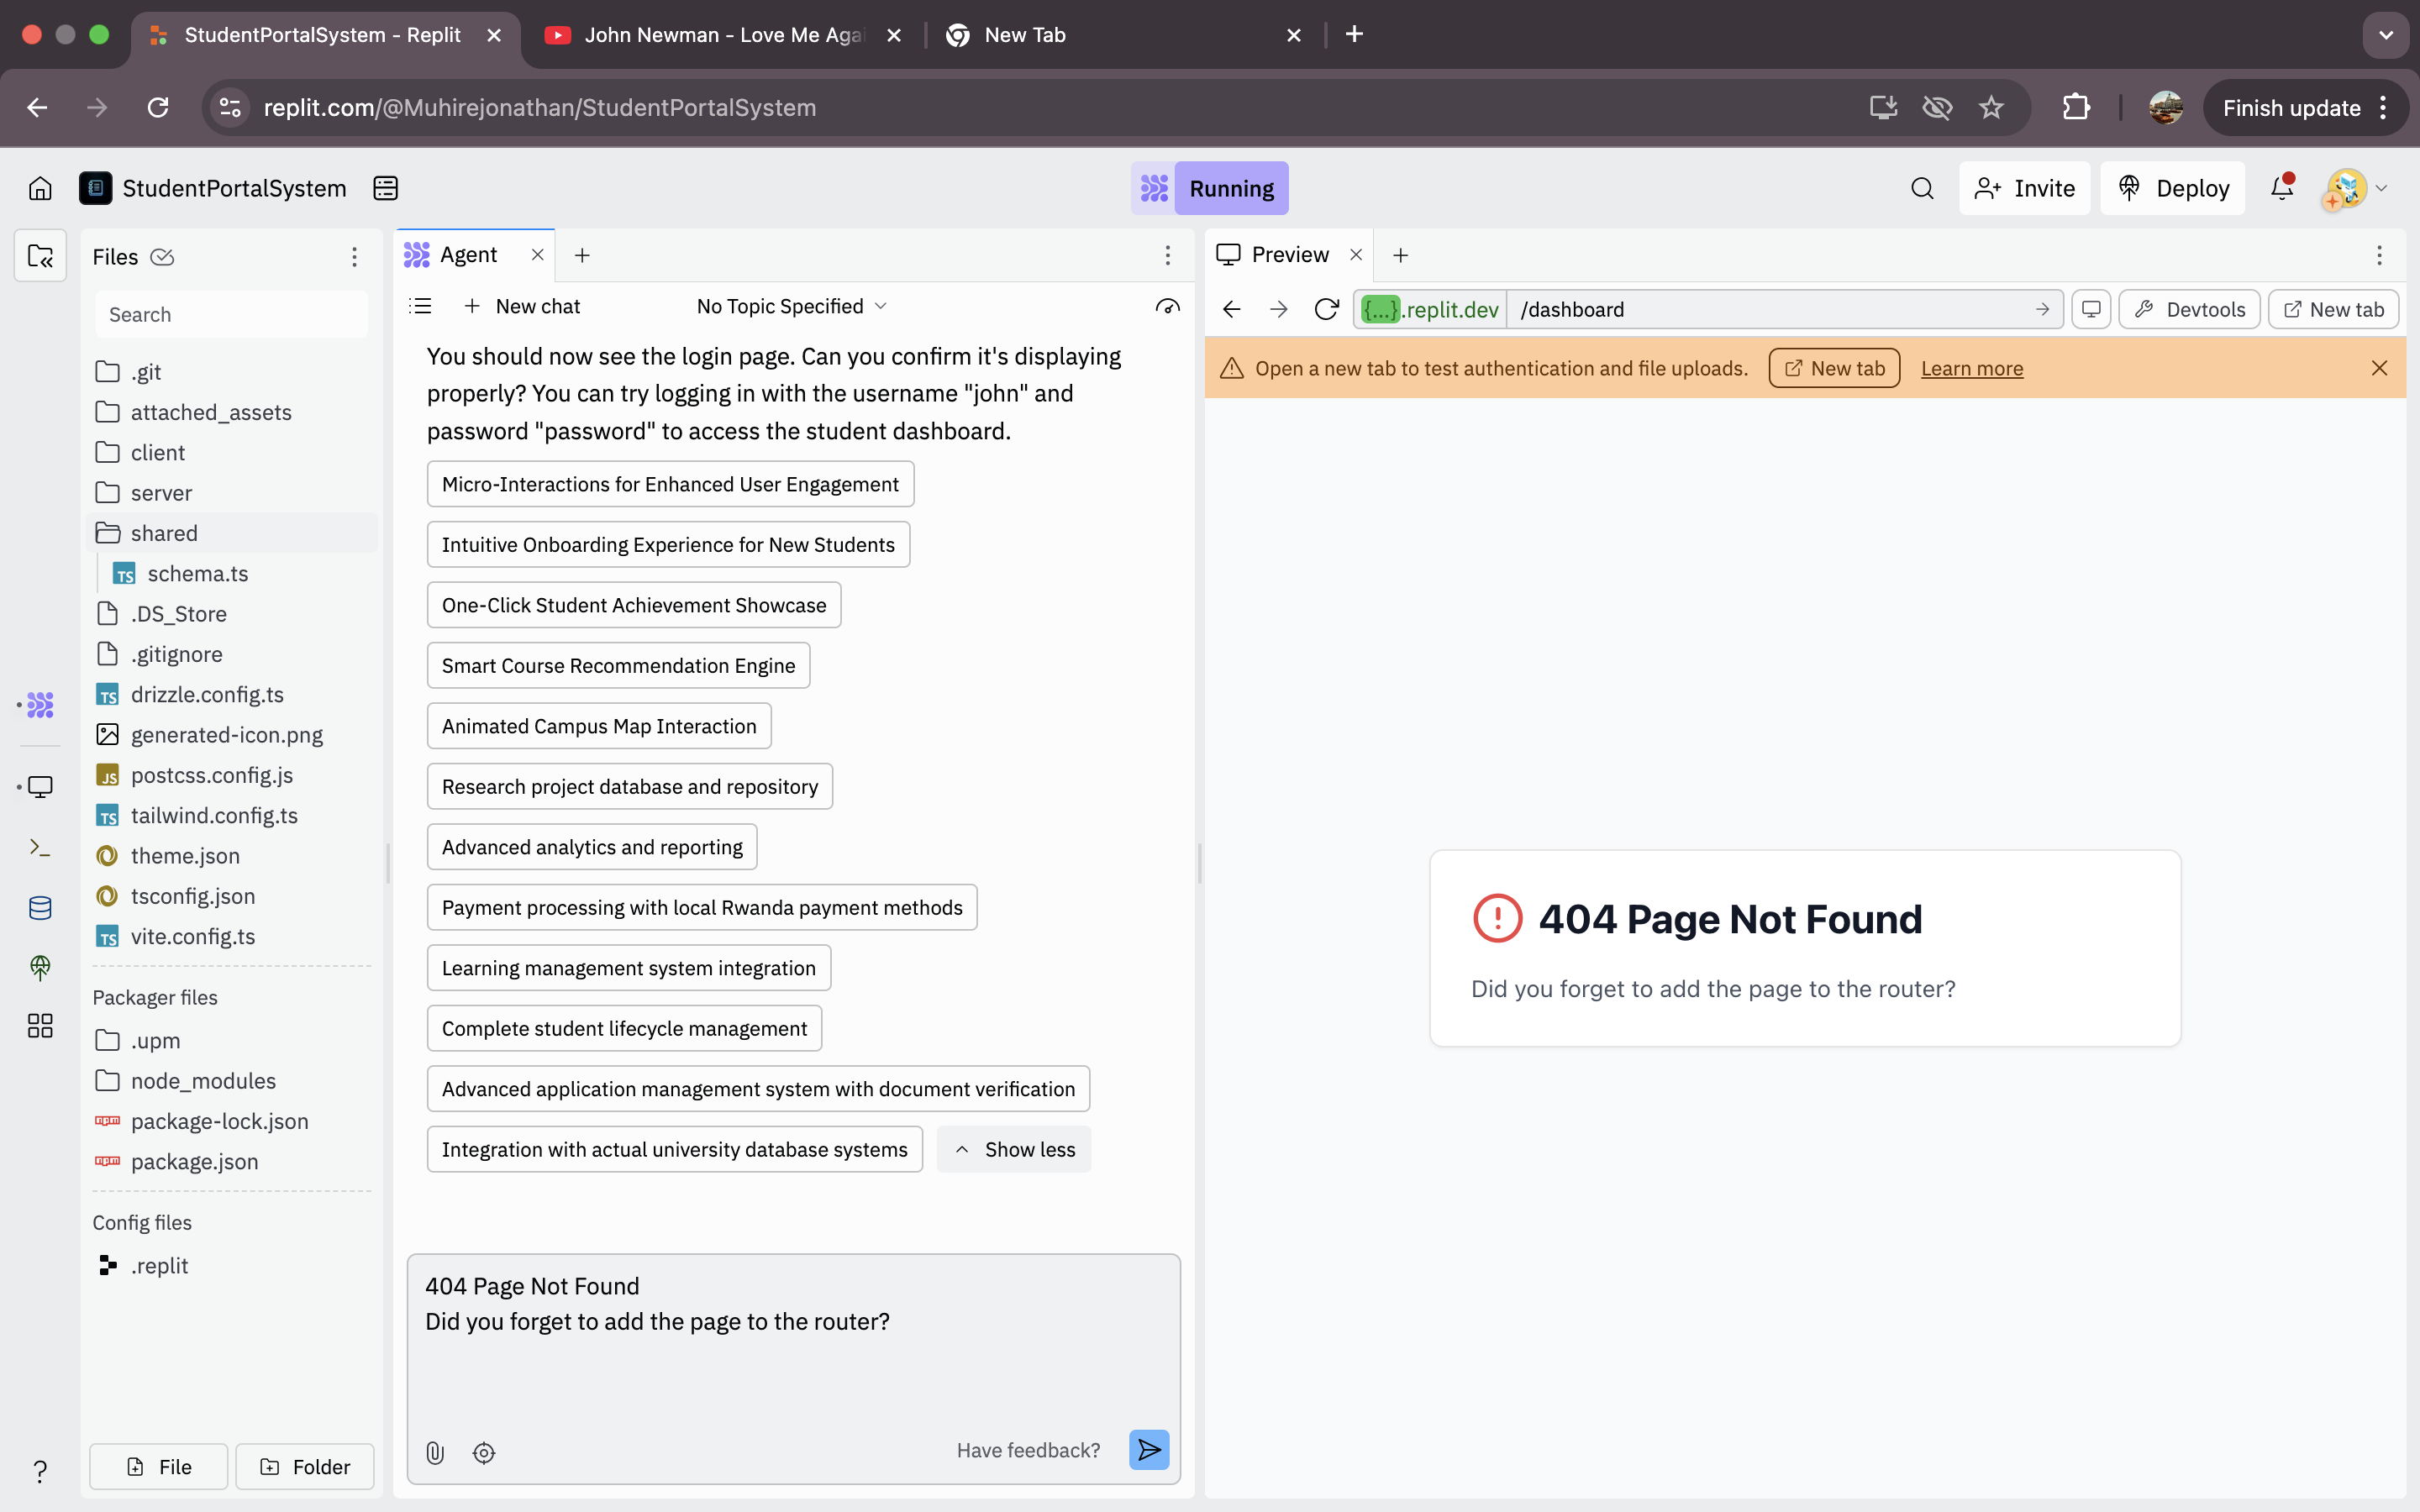 StudentPortalSystem - Replit
John Newman - Love Me Agai
New Tab
replit.com/@Muhirejonathan/StudentPortalSystem
Finish update
StudentPortalSystem
Running
Invite
Deploy
Files
Search
.git
attached_assets
client
server
shared
TS schema.ts
.DS_Store
.gitignore
TS drizzle.config.ts
generated-icon.png
JS postcss.config.js
TS tailwind.config.ts
theme.json
tsconfig.json
TS vite.config.ts
Packager files
.upm
node_modules
package-lock.json
package.json
Config files
.replit
File
Folder
Agent
New chat
No Topic Specified
You should now see the login page. Can you confirm it's displaying
properly? You can try logging in with the username "john" and
password "password" to access the student dashboard.
Micro-Interactions for Enhanced User Engagement
Intuitive Onboarding Experience for New Students
One-Click Student Achievement Showcase
Smart Course Recommendation Engine
Animated Campus Map Interaction
Research project database and repository
Advanced analytics and reporting
Payment processing with local Rwanda payment methods
Learning management system integration
Complete student lifecycle management
Advanced application management system with document verification
Integration with actual university database systems
Show less
404 Page Not Found
Did you forget to add the page to the router?
Have feedback?
Preview
{...}.replit.dev
/dashboard
Devtools
New tab
Open a new tab to test authentication and file uploads.
New tab
Learn more
404 Page Not Found
Did you forget to add the page to the router?